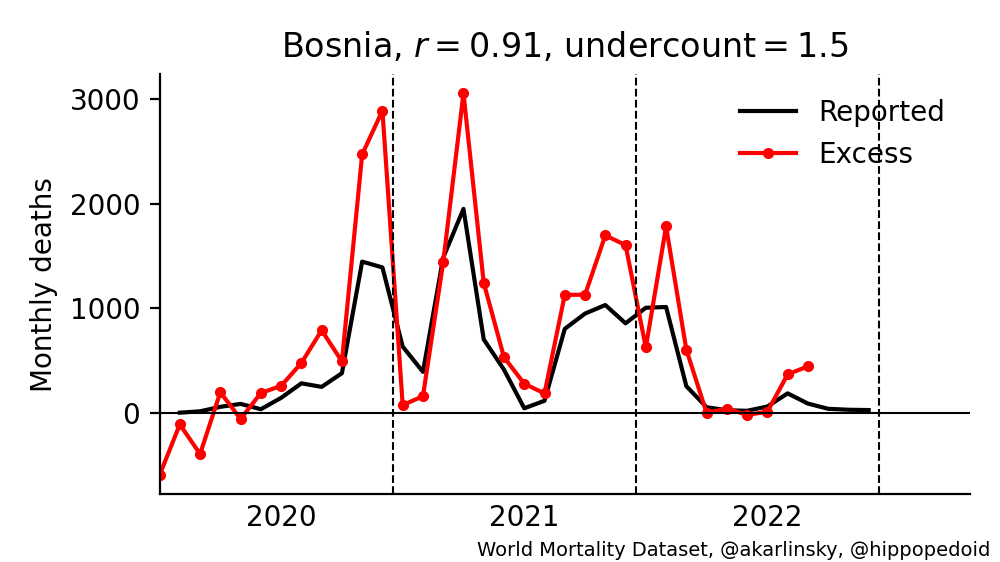 Bosnia, r = 0.91, undercount = 1.5
3000
2000
1000
0
Monthly deaths
Reported
Excess
2020 2021 2022
World Mortality Dataset, @akarlinsky, @hippopedoid